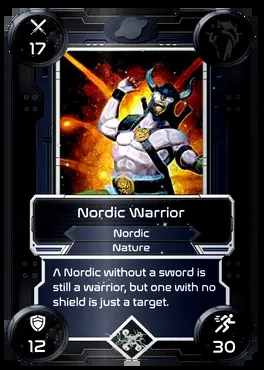 17
Nordic Warrior
Nordic
Nature
A Nordic without a sword is
still a warrior, but one with no
shield is just a target.
12
30